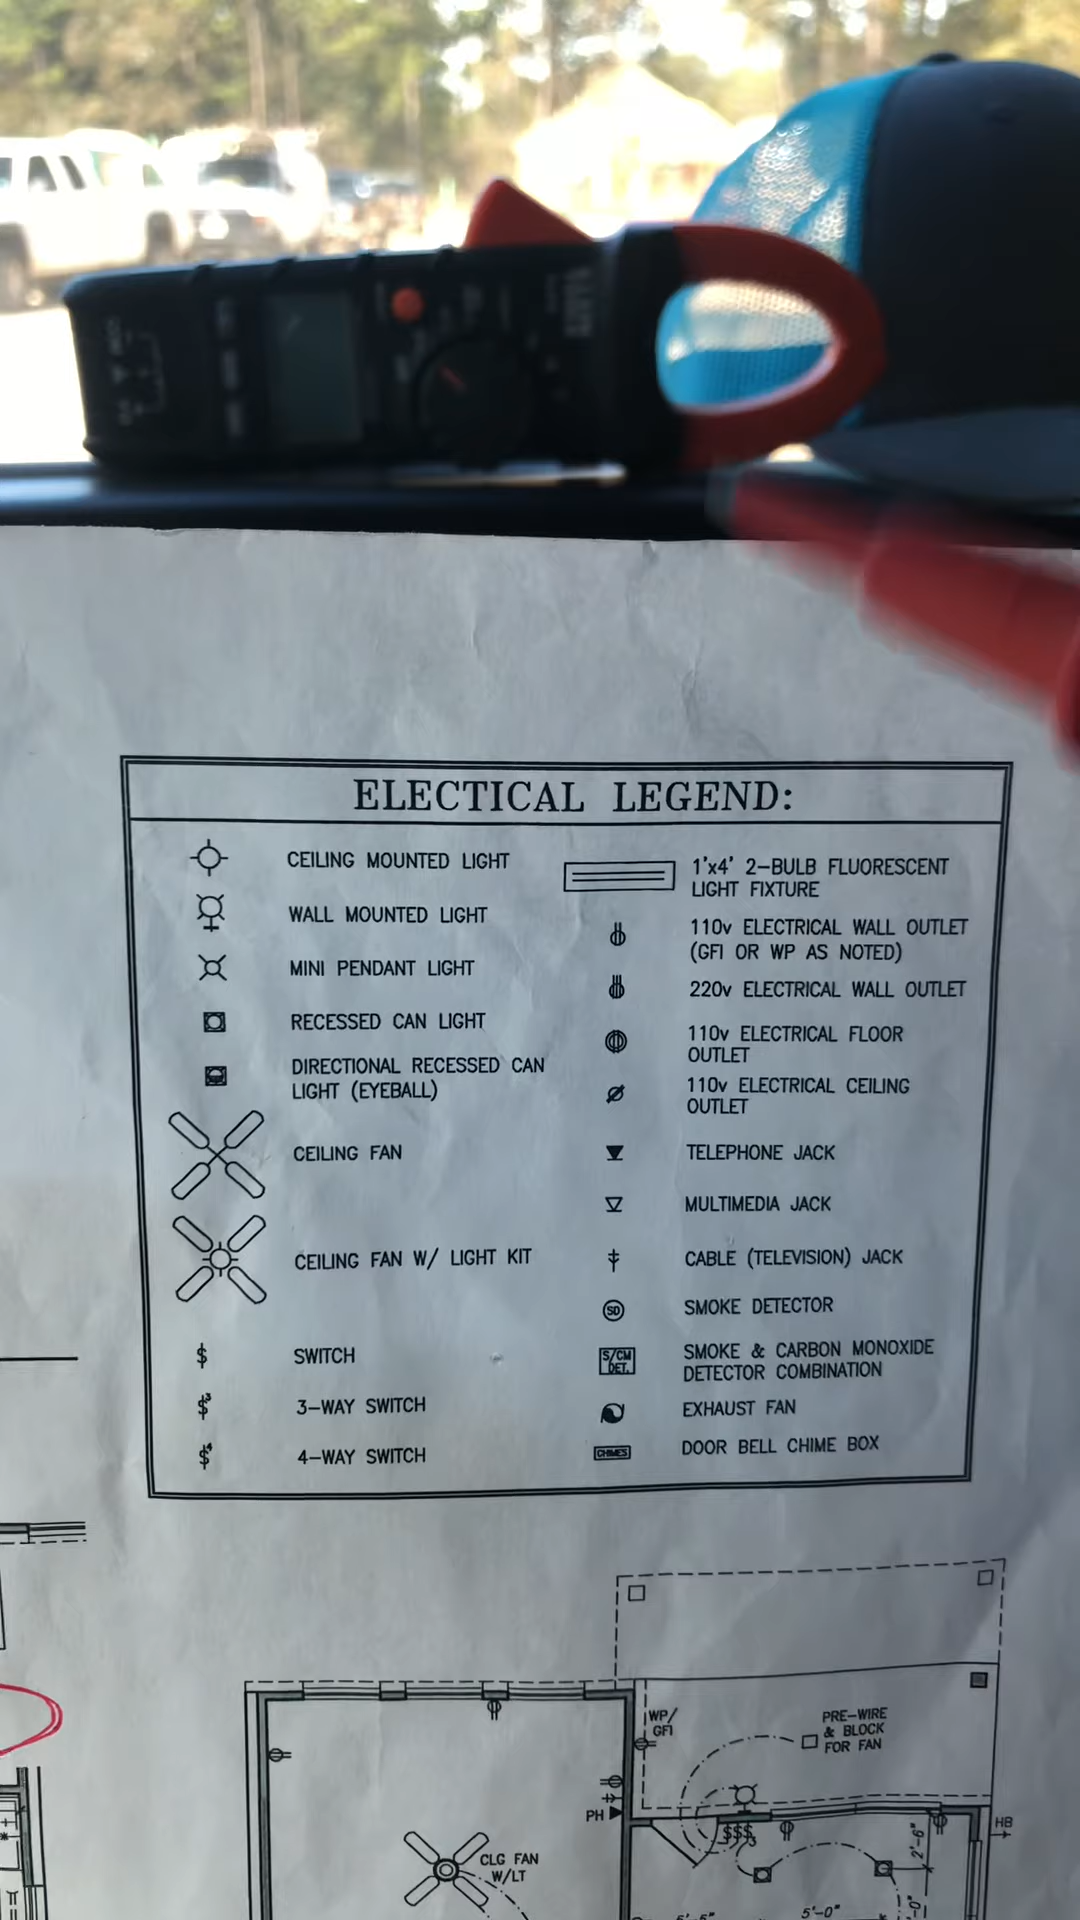 ELECTICAL LEGEND:
CEILING MOUNTED LIGHT
WALL MOUNTED LIGHT
MINI PENDANT LIGHT
RECESSED CAN LIGHT
DIRECTIONAL RECESSED CAN
LIGHT (EYEBALL)
CEILING FAN
CEILING FAN W/ LIGHT KIT
$ SWITCH
$3 3-WAY SWITCH
$4 4-WAY SWITCH
1'x4' 2-BULB FLUORESCENT
LIGHT FIXTURE
110v ELECTRICAL WALL OUTLET
(GFI OR WP AS NOTED)
220v ELECTRICAL WALL OUTLET
110v ELECTRICAL FLOOR
OUTLET
110v ELECTRICAL CEILING
OUTLET
TELEPHONE JACK
MULTIMEDIA JACK
CABLE (TELEVISION) JACK
SD SMOKE DETECTOR
S/CM
DET.
SMOKE & CARBON MONOXIDE
DETECTOR COMBINATION
EXHAUST FAN
CHIMES DOOR BELL CHIME BOX
WP/
GFI
PRE-WIRE
& BLOCK
FOR FAN
PH
$$$3
HB
2'-6"
CLG FAN
W/LT
5'-0"